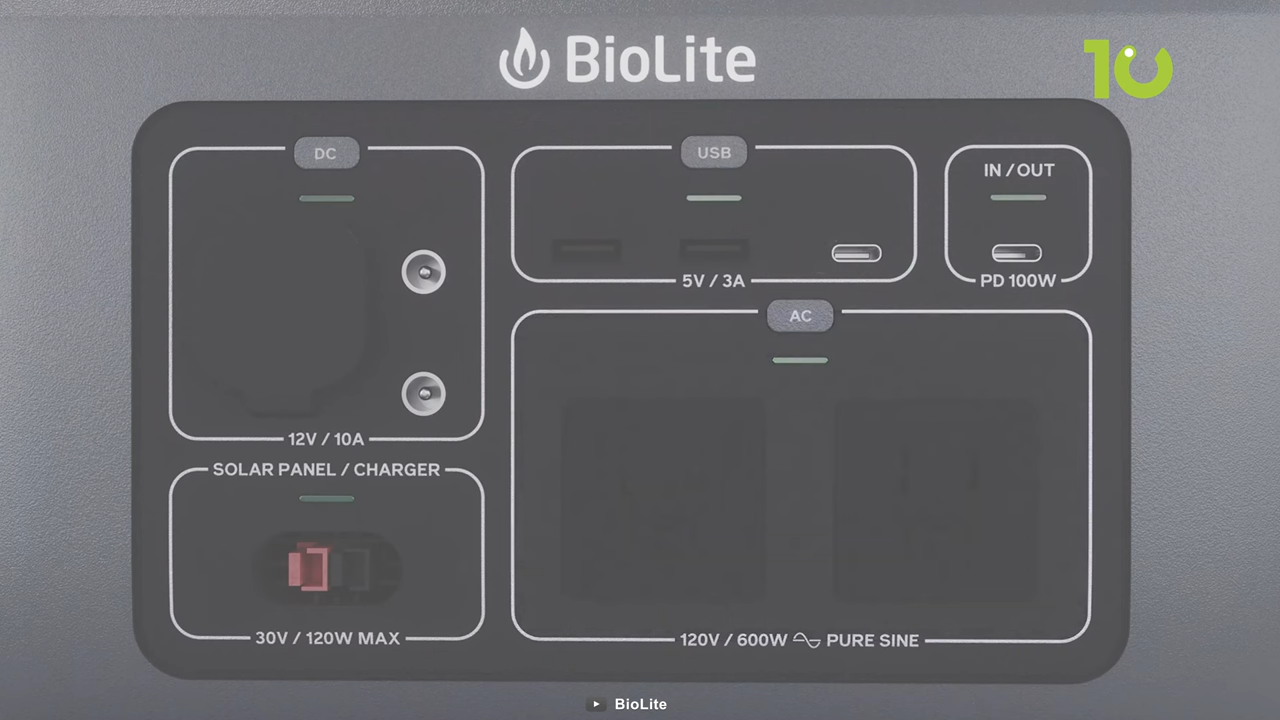 BioLite
10
DC
12V / 10A
USB
5V / 3A
IN / OUT
PD 100W
SOLAR PANEL / CHARGER
30V / 120W MAX
AC
120V / 600W PURE SINE
BioLite